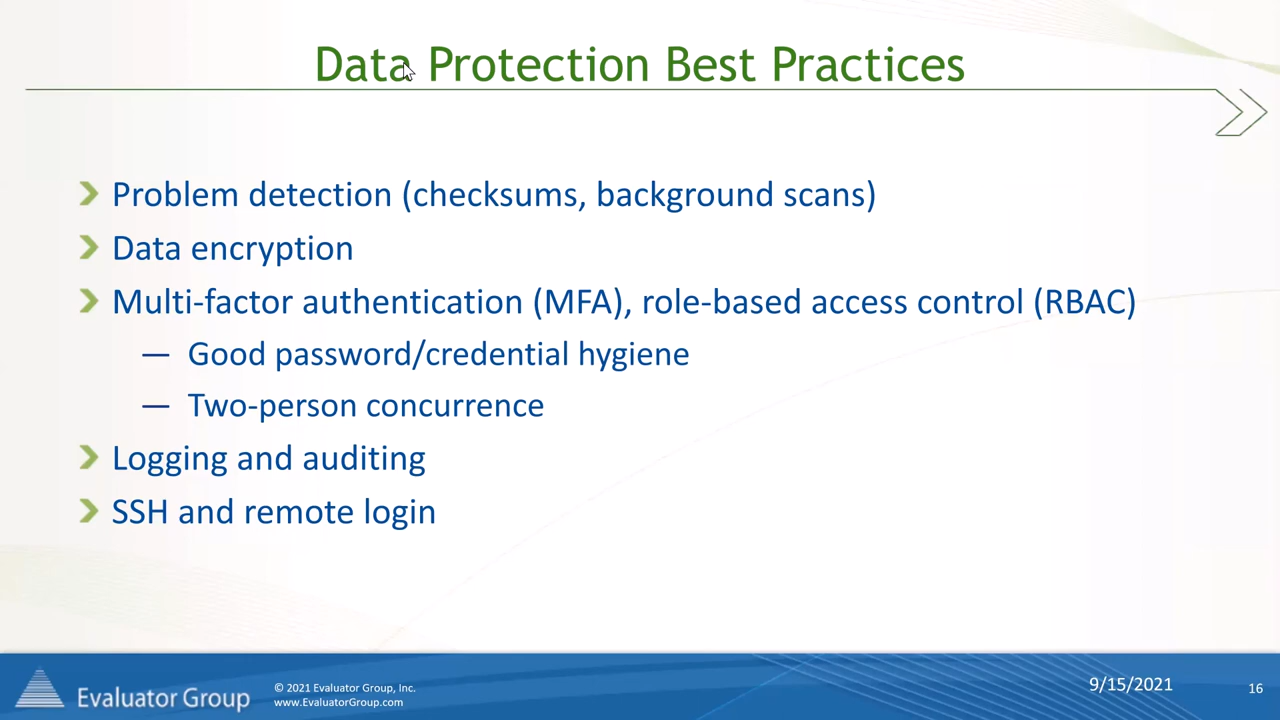 Data Protection Best Practices
Problem detection (checksums, background scans)
Data encryption
Multi-factor authentication (MFA), role-based access control (RBAC)
— Good password/credential hygiene
— Two-person concurrence
Logging and auditing
SSH and remote login
Evaluator Group
© 2021 Evaluator Group, Inc.
www.EvaluatorGroup.com
9/15/2021
16